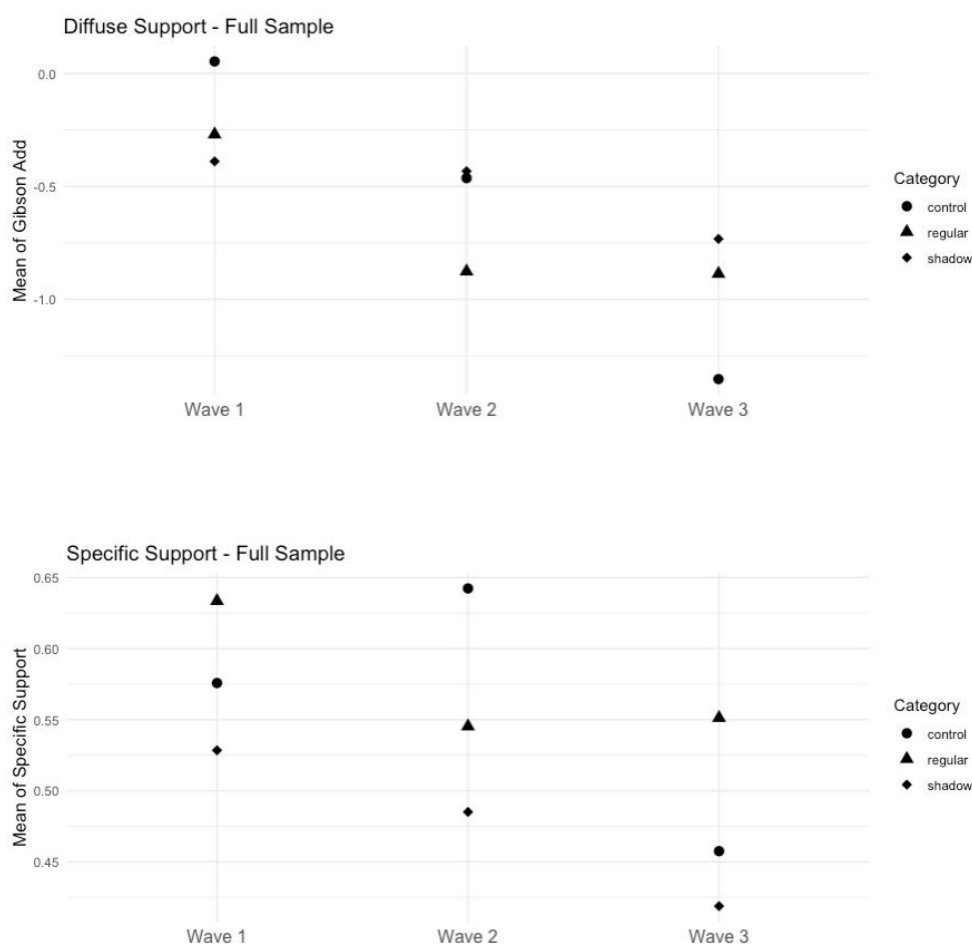 Diffuse Support - Full Sample
0.0
-0.5
-1.0
Mean of Gibson Add
Wave 1 Wave 2 Wave 3
Category
control
regular
shadow
Specific Support - Full Sample
0.65
0.60
0.55
0.50
0.45
Mean of Specific Support
Wave 1 Wave 2 Wave 3
Category
control
regular
shadow